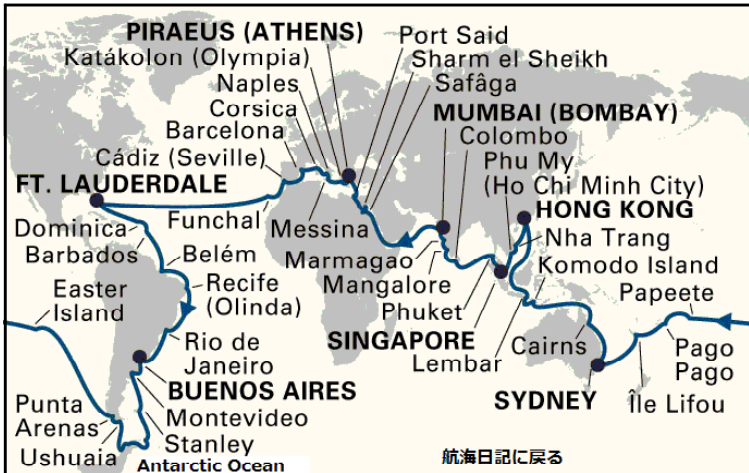 PIRAEUS (ATHENS)
Katákolon (Olympia)
Naples
Corsica
Barcelona
Cádiz (Seville)
FT. LAUDERDALE
Port Said
Sharm el Sheikh
Safâga
MUMBAI (BOMBAY)
Colombo
Phu My
(Ho Chi Minh City)
HONG KONG
Funchal
Messina
Marmagao
Mangalore
Phuket
SINGAPORE
Lembar
Nha Trang
Komodo Island
Papeete
Cairns
SYDNEY
Pago
Pago
Île Lifou
Dominica
Barbados
Belém
Easter
Island
Recife
(Olinda)
Rio de
Janeiro
BUENOS AIRES
Punta
Arenas
Montevideo
Ushuaia
Stanley
Antarctic Ocean
航海日記に戻る